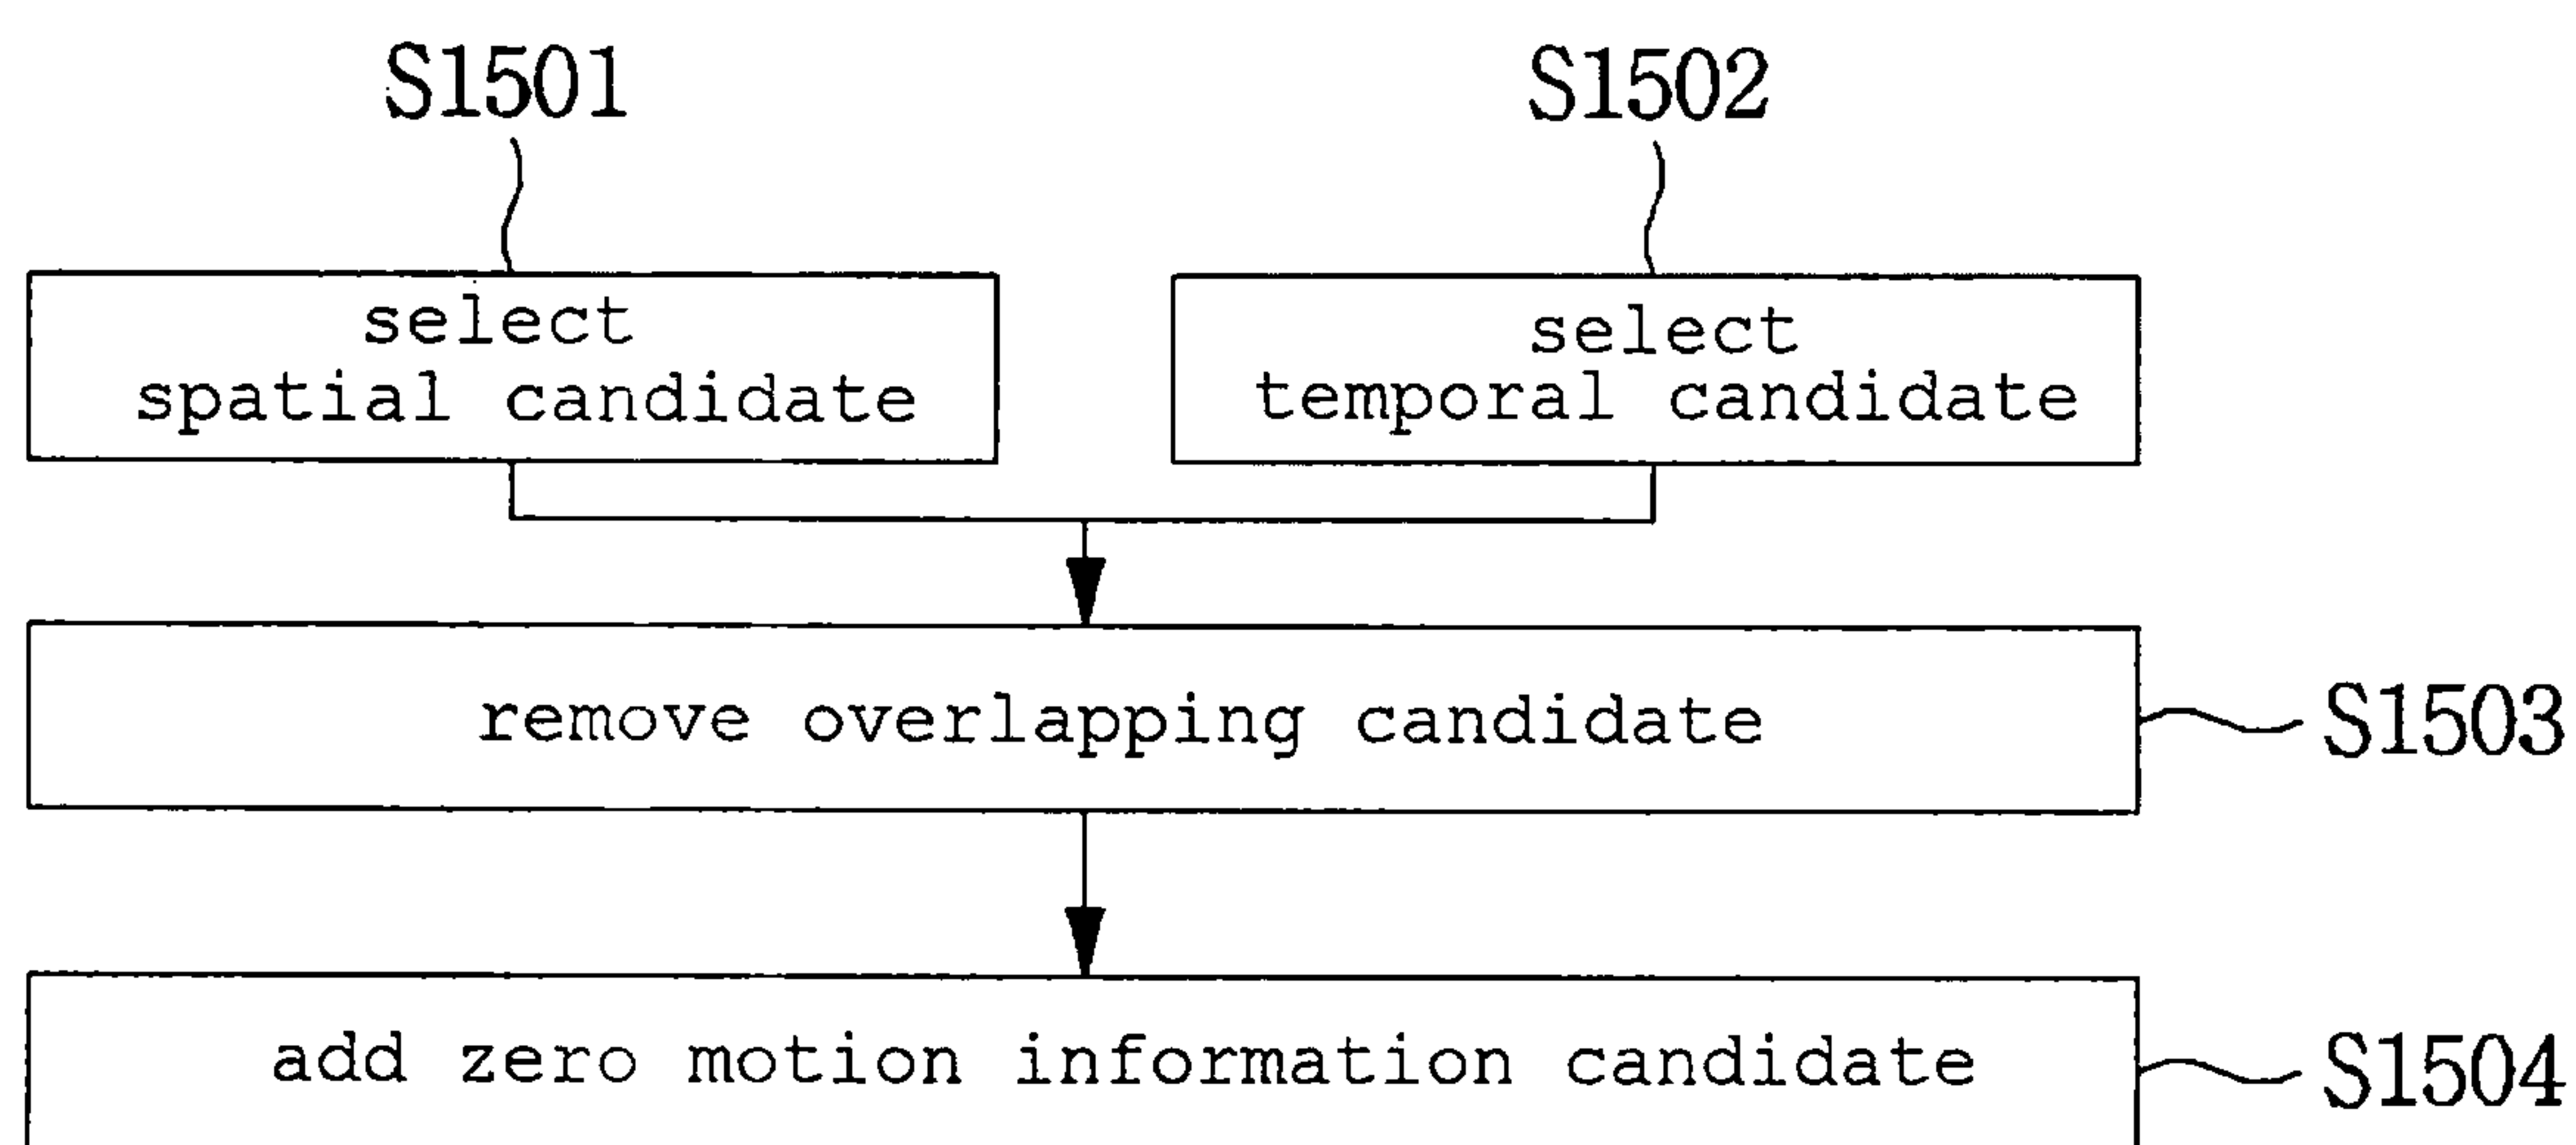 S1501
S1502
select
spatial candidate
select
temporal candidate
remove overlapping candidate
S1503
add zero motion information candidate
S1504